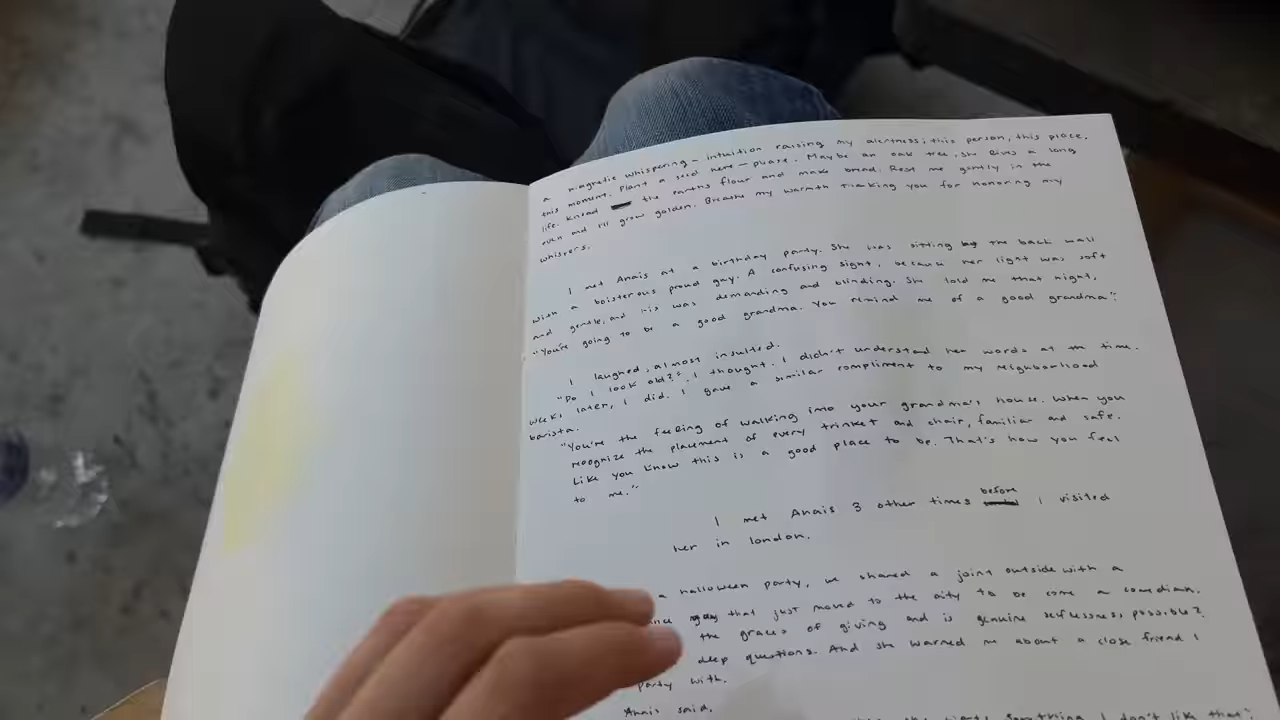 a magnetic whispering – intuition raising my alertness; this person, this place,
this moment. Plant a seed here – please. Maybe an oak tree, she lives a long
life. Knead the earths flour and make bread. Rest me gently in the
oven and I'll grow golden. Breathe my warmth thanking you for honoring my
whispers.
I met Anais at a birthday party. She was sitting by the back wall
with a boisterous proud guy. A confusing sight, because her light was soft
and gentle, and his was demanding and blinding. She told me that night,
"You're going to be a good grandma. You remind me of a good grandma".
I laughed, almost insulted.
"Do I look old?", I thought. I didn't understand her words at the time.
Weeks later, I did. I gave a similar compliment to my neighborhood
barista.
"You're the feeling of walking into your grandma's house. When you
recognize the placement of every trinket and chair, familiar and safe.
Like you know this is a good place to be. That's how you feel
to me."
I met Anais 3 other times before I visited
her in london.
a halloween party, we shared a joint outside with a
guy that just moved to the city to be come a comedian.
the graces of giving and is genuine selflessness possible?
deep questions. And she warned me about a close friend I
party with.
Anais said,
something I don't like that".